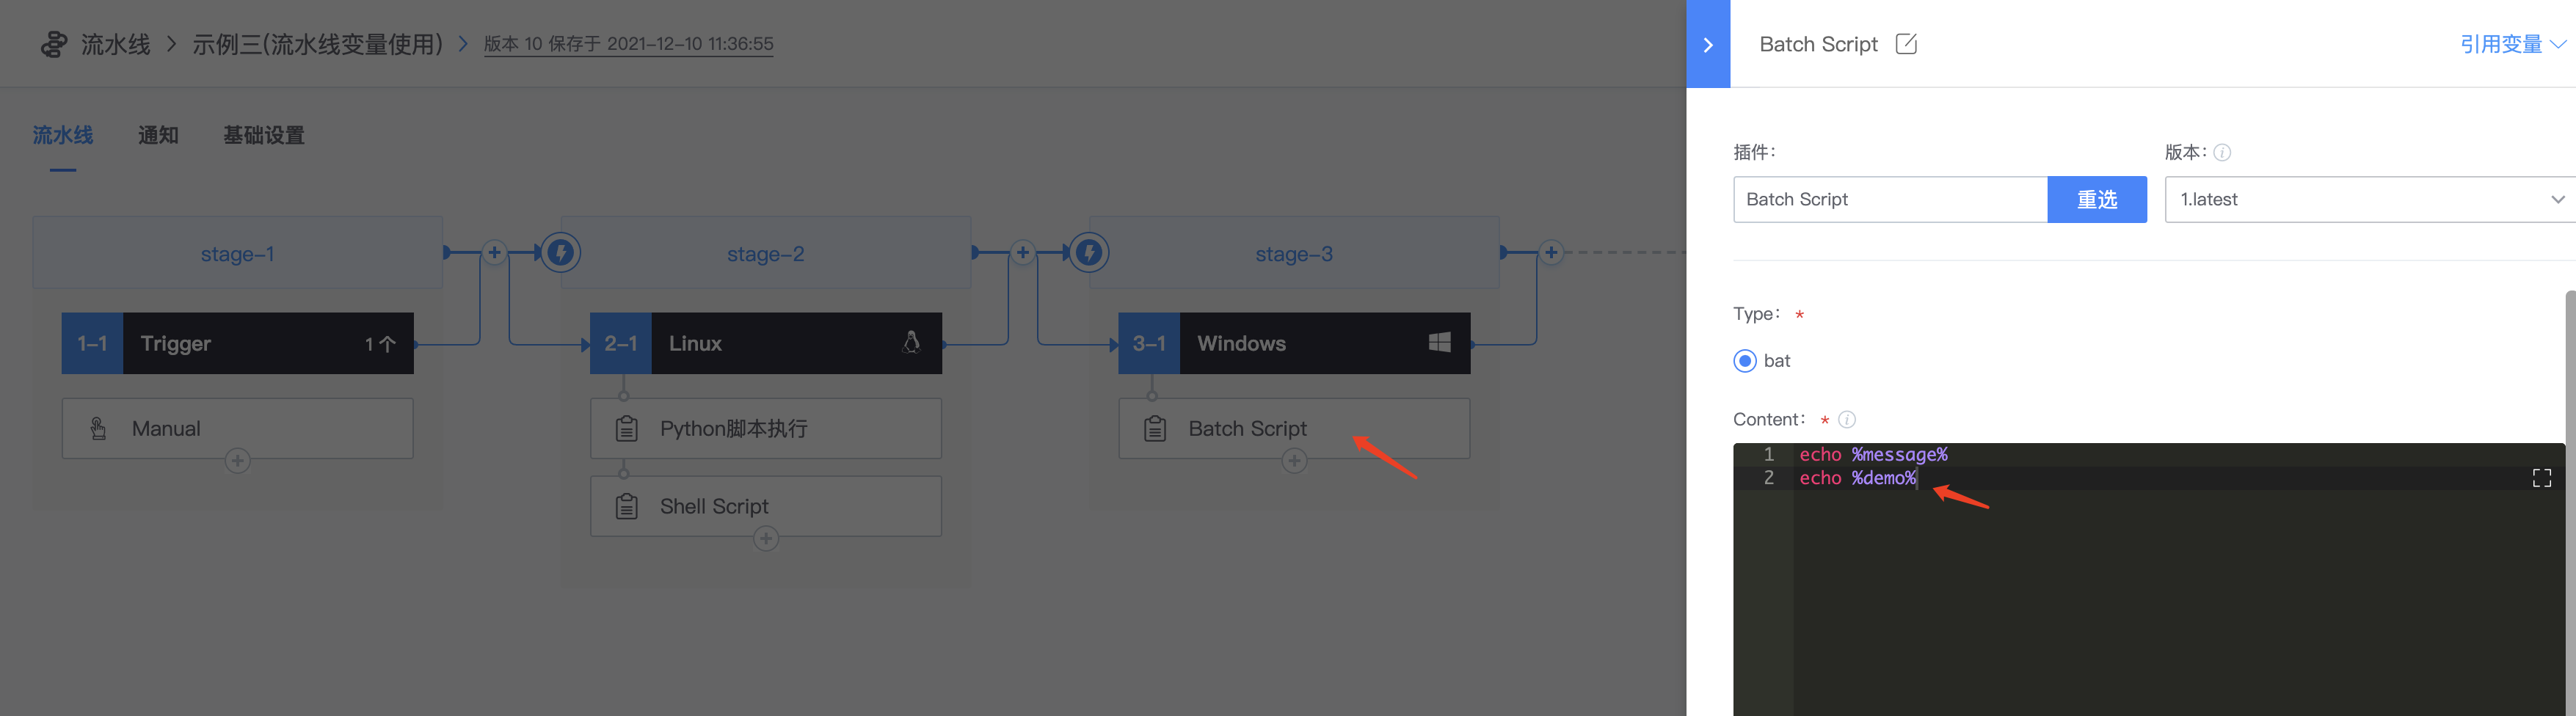 流水线 > 示例三(流水线变量使用) > 版本 10 保存于 2021-12-10 11:36:55
流水线 通知 基础设置
stage-1
1-1 Trigger 1个
Manual
stage-2
2-1 Linux
Python脚本执行
Shell Script
stage-3
3-1 Windows
Batch Script
Batch Script
引用变量
插件:
Batch Script 重选
版本:
1.latest
Type: *
bat
Content: *
1 echo %message%
2 echo %demo%